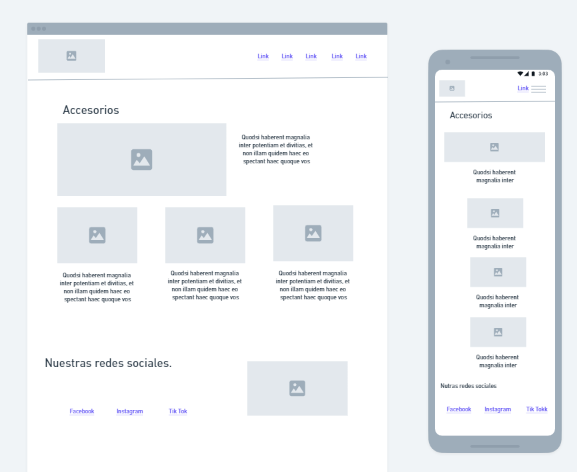 Link Link Link Link Link
Accesorios
Quodsi haberent magnalia
inter potentiam et divitias, et
non illam quidem haec eo
spectant haec quoque vos
Quodsi haberent magnalia
inter potentiam et divitias, et
non illam quidem haec eo
spectant haec quoque vos
Quodsi haberent magnalia
inter potentiam et divitias, et
non illam quidem haec eo
spectant haec quoque vos
Quodsi haberent magnalia
inter potentiam et divitias, et
non illam quidem haec eo
spectant haec quoque vos
Nuestras redes sociales.
Facebook Instagram Tik Tok
3:03
Link
Accesorios
Quodsi haberent
magnalia inter
Quodsi haberent
magnalia inter
Quodsi haberent
magnalia inter
Quodsi haberent
magnalia inter
Nutras redes sociales
Facebook Instagram Tik Tokk